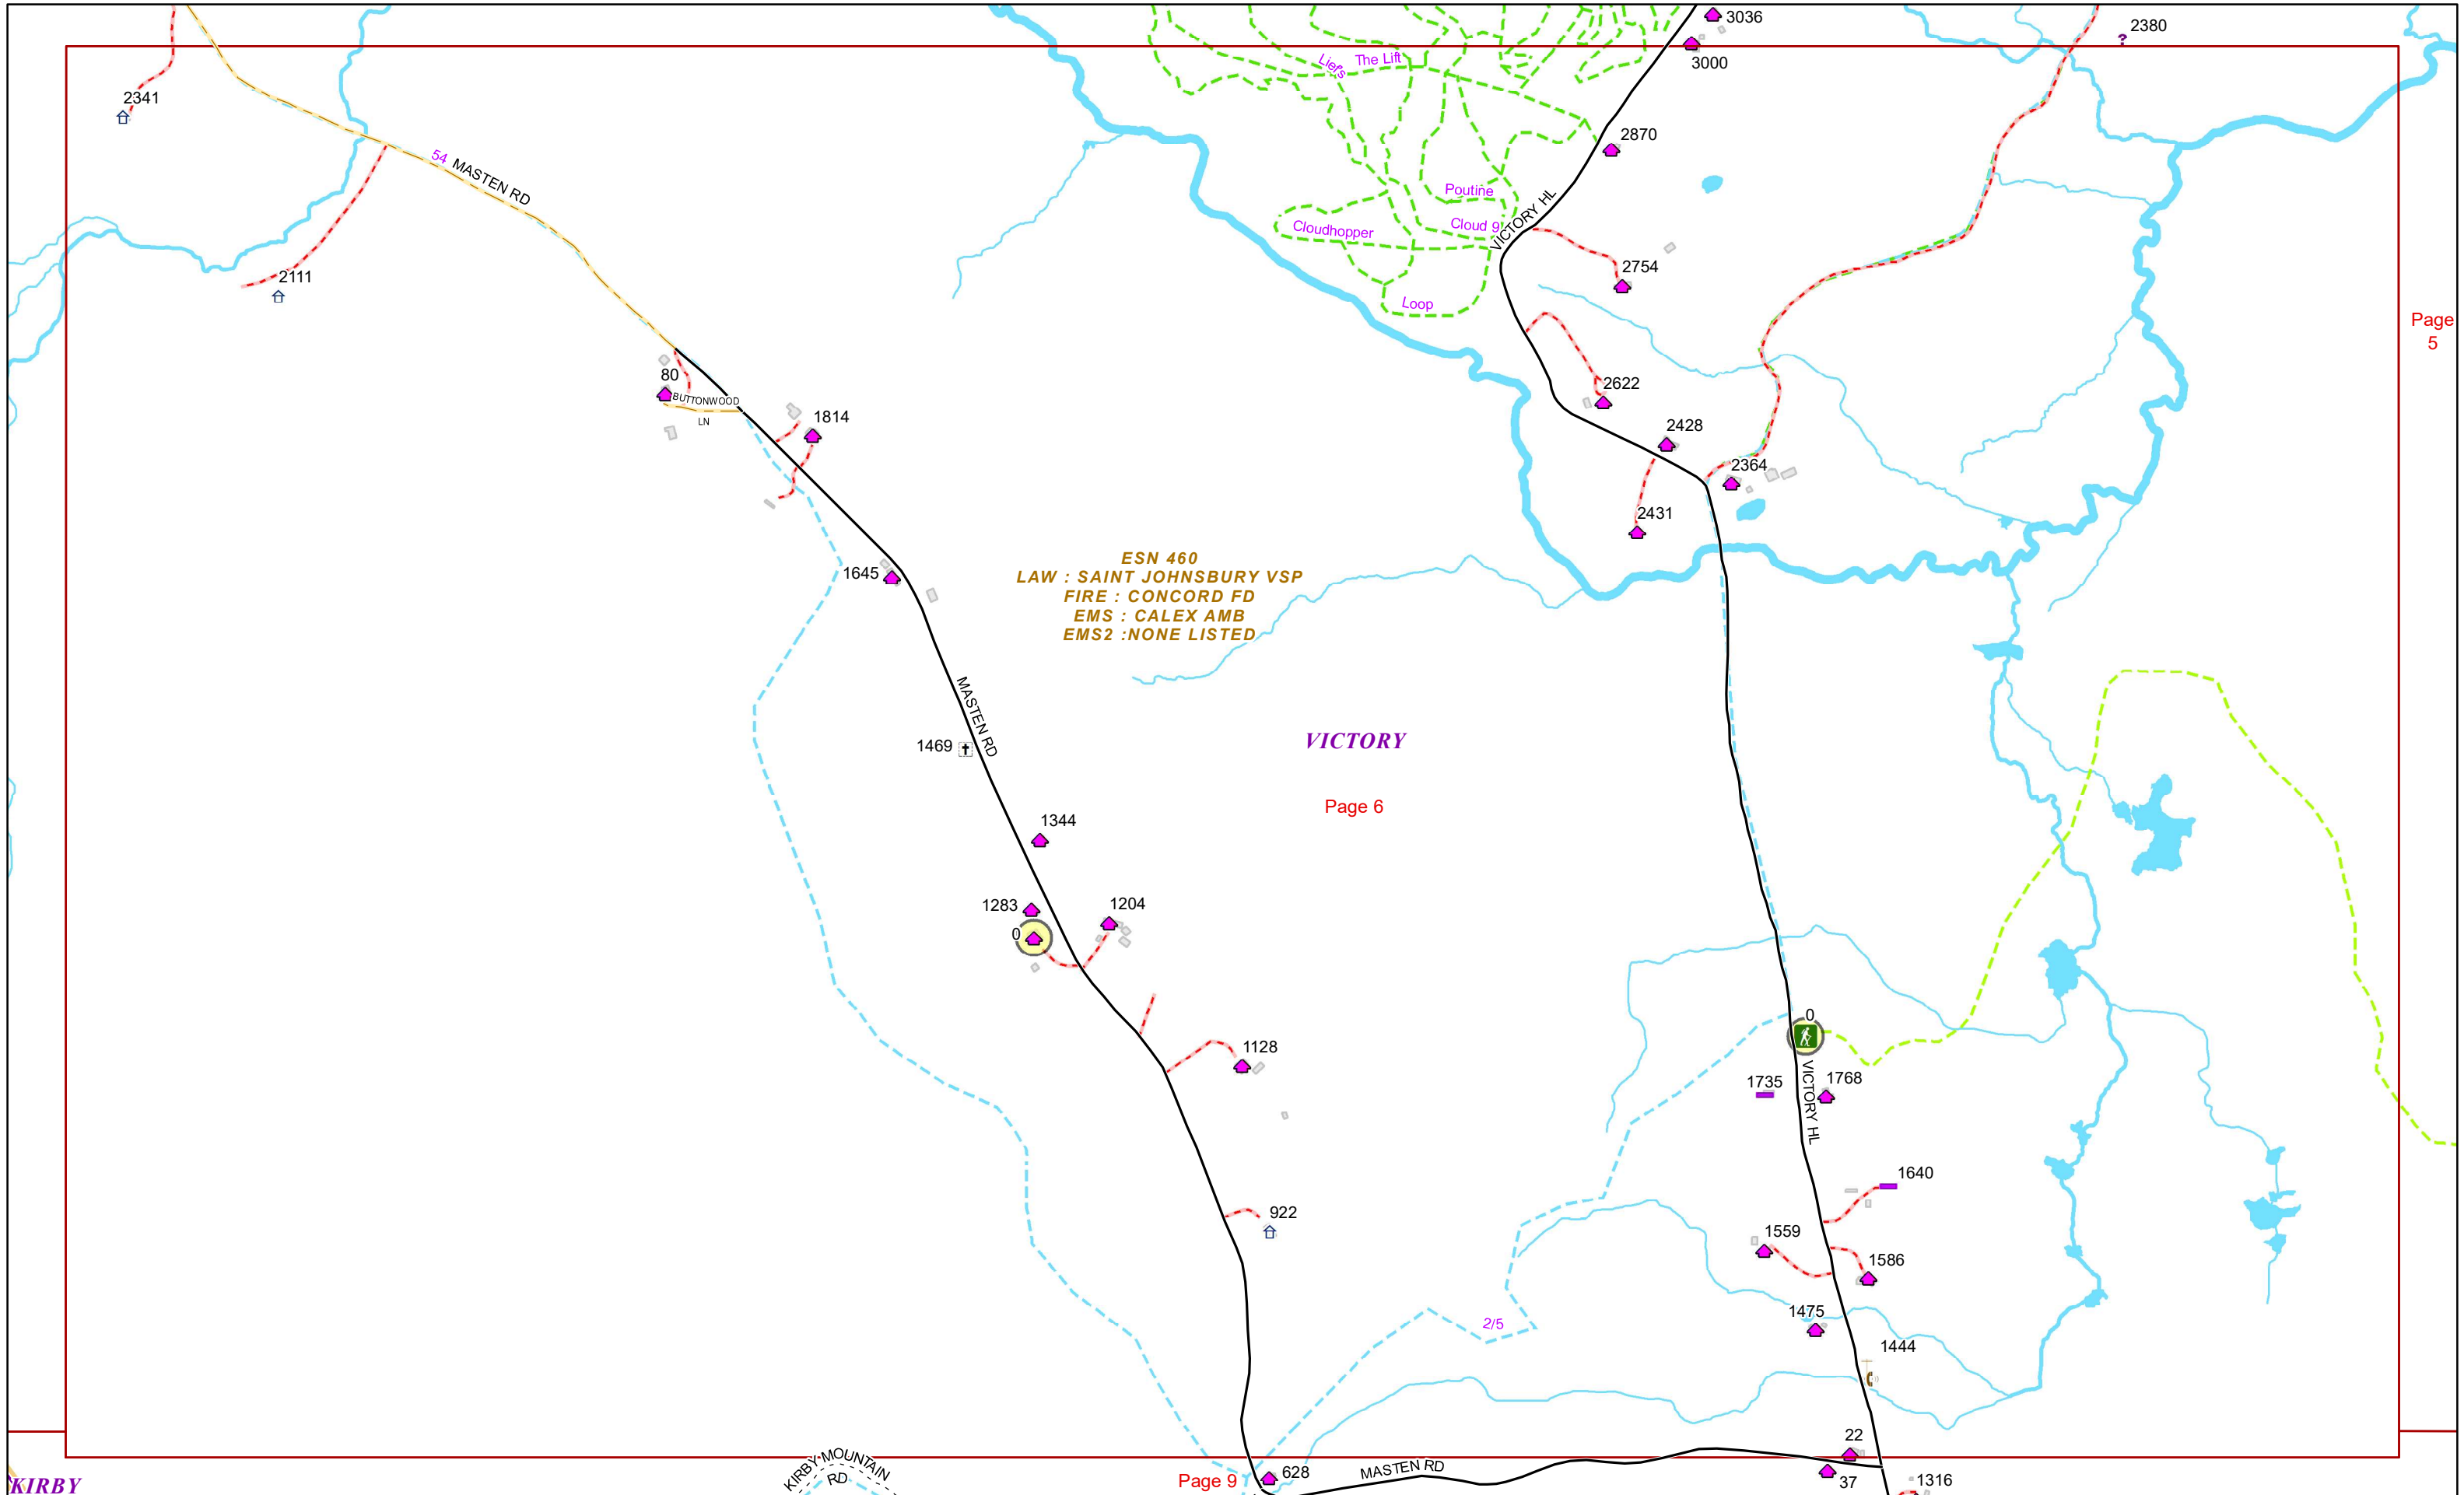 3036
2380
3000
The Lift
Lief's
2341
2870
54 MASTEN RD
Poutine
Cloud 9
VICTORY HL
Cloudhopper
2754
2111
Loop
Page
5
80
BUTTONWOOD
LN
2622
1814
2428
2364
2431
1645
ESN 460
LAW : SAINT JOHNSBURY VSP
FIRE : CONCORD FD
EMS : CALEX AMB
EMS2 :NONE LISTED
MASTEN RD
1469
VICTORY
Page 6
1344
1283
1204
0
0
1128
1735
1768
VICTORY HL
1640
922
1559
1586
1475
2/5
1444
22
KIRBY MOUNTAIN
RD
KIRBY
Page 9
628
MASTEN RD
37
1316